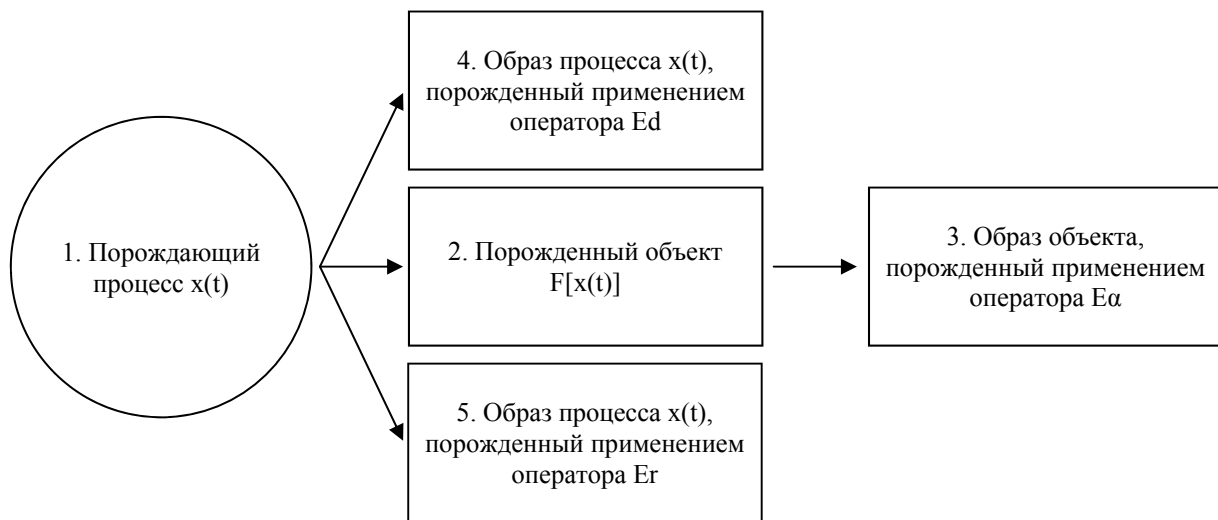 4. Образ процесса x(t),
порожденный применением
оператора Ed
1. Порождающий
процесс x(t)
2. Порожденный объект
F[x(t)]
3. Образ объекта,
порожденный применением
оператора Eα
5. Образ процесса x(t),
порожденный применением
оператора Er